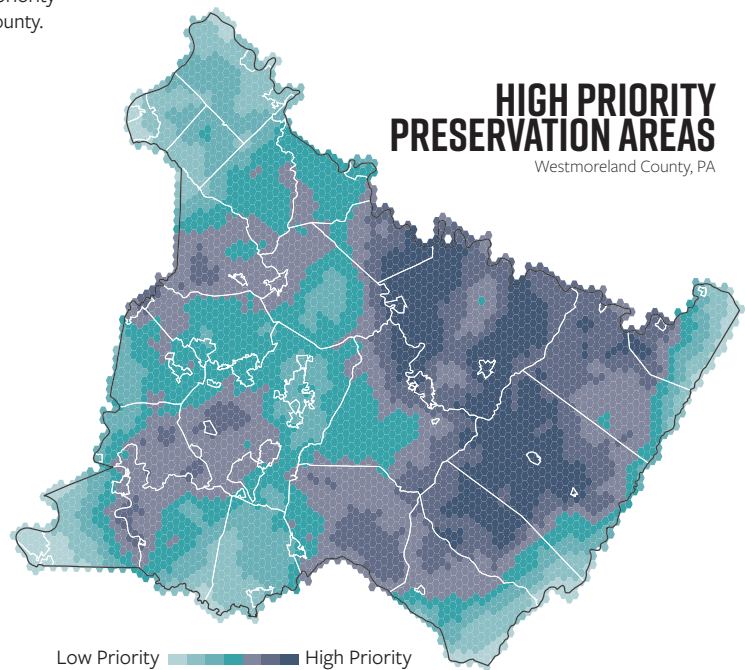 ounty.
HIGH PRIORITY
PRESERVATION AREAS
Westmoreland County, PA
Low Priority High Priority